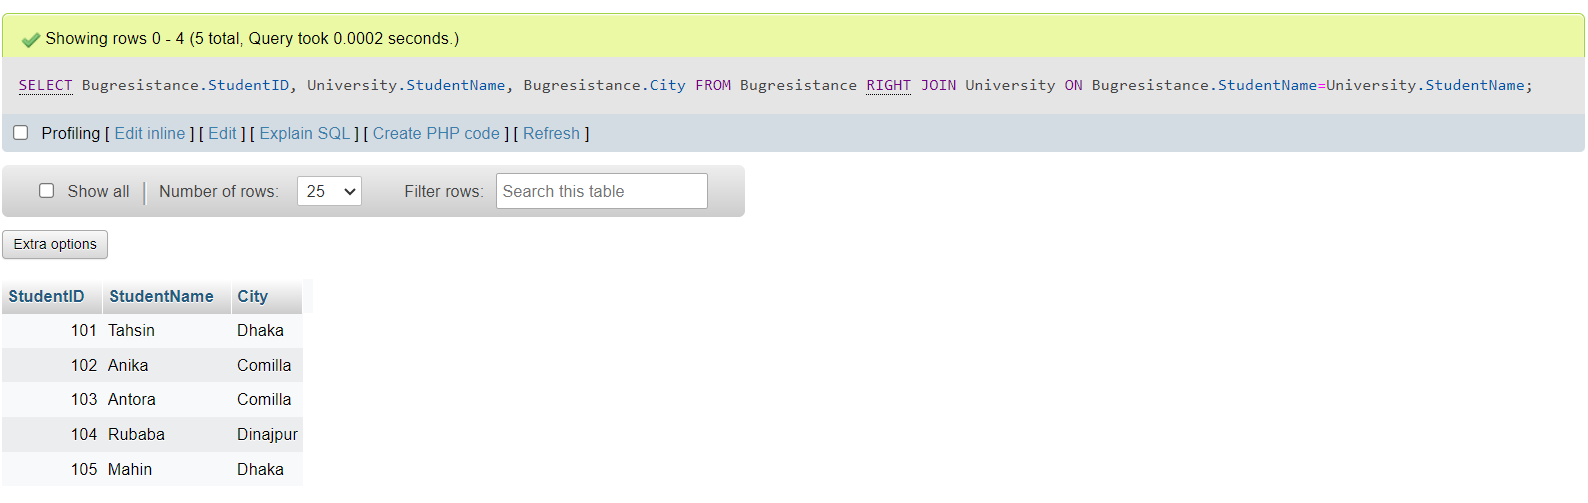 Showing rows 0 - 4 (5 total, Query took 0.0002 seconds.)
SELECT Bugresistance.StudentID, University.StudentName, Bugresistance.City FROM Bugresistance RIGHT JOIN University ON Bugresistance.StudentName=University.StudentName;
Profiling [ Edit inline ] [ Edit ] [ Explain SQL ] [ Create PHP code ] [ Refresh ]
Show all | Number of rows: 25 Filter rows: Search this table
Extra options
StudentID StudentName City
101 Tahsin Dhaka
102 Anika Comilla
103 Antora Comilla
104 Rubaba Dinajpur
105 Mahin Dhaka